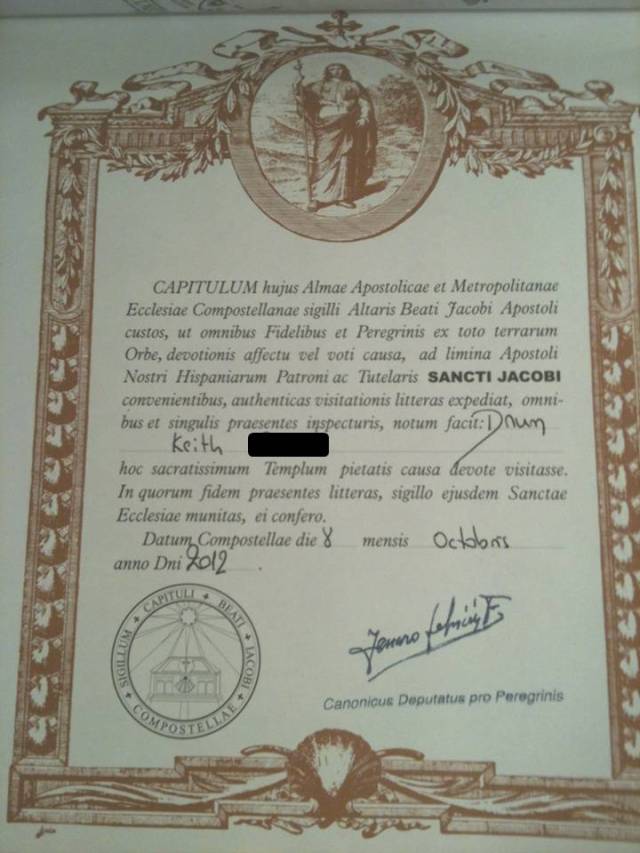 CAPITULUM hujus Almae Apostolicae et Metropolitanae
Ecclesiae Compostellanae sigilli Altaris Beati Jacobi Apostoli
custos, ut omnibus Fidelibus et Peregrinis ex toto terrarum
Orbe, devotionis affectu vel voti causa, ad limina Apostoli
Nostri Hispaniarum Patroni ac Tutelaris SANCTI JACOBI
convenientibus, authenticas visitationis litteras expediat, omni-
bus et singulis praesentes inspecturis, notum facit: Dnum
Keith
hoc sacratissimum Templum pietatis causa devote visitasse.
In quorum fidem praesentes litteras, sigillo ejusdem Sanctae
Ecclesiae munitas, ei confero.
Datum Compostellae die 8 mensis Octobris
anno Dni 2012.
SIGILLUM + CAPITULI + BEATI + IACOBI + COMPOSTELLAE +
Canonicus Deputatus pro Peregrinis